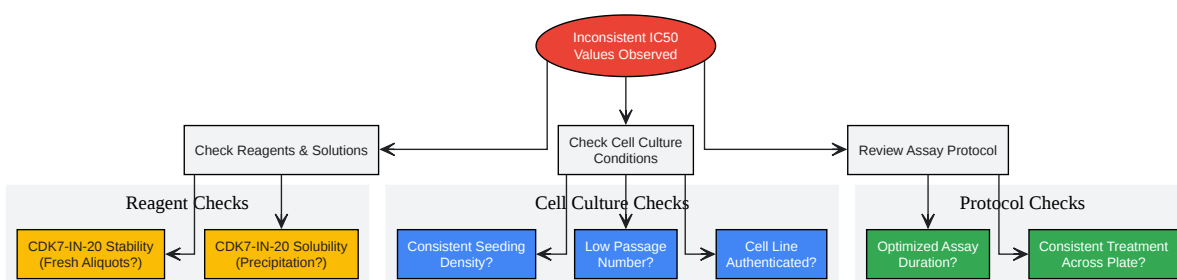 Inconsistent IC50
Values Observed
Check Reagents & Solutions
Check Cell Culture
Conditions
Review Assay Protocol
Reagent Checks
Cell Culture Checks
Protocol Checks
CDK7-IN-20 Stability
(Fresh Aliquots?)
CDK7-IN-20 Solubility
(Precipitation?)
Consistent Seeding
Density?
Low Passage
Number?
Cell Line
Authenticated?
Optimized Assay
Duration?
Consistent Treatment
Across Plate?